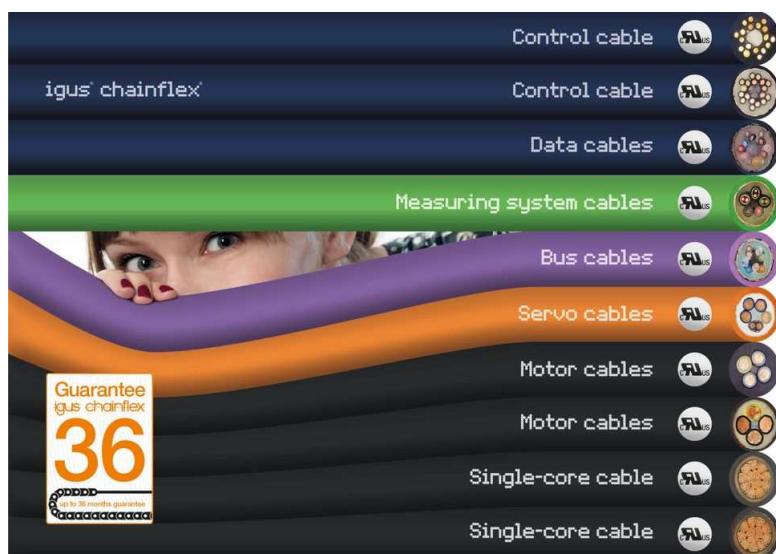 Control cable
igus® chainflex®
Control cable
Data cables
Measuring system cables
Bus cables
Servo cables
Motor cables
Motor cables
Single-core cable
Single-core cable
Guarantee
igus chainflex
36
up to 36 months guarantee